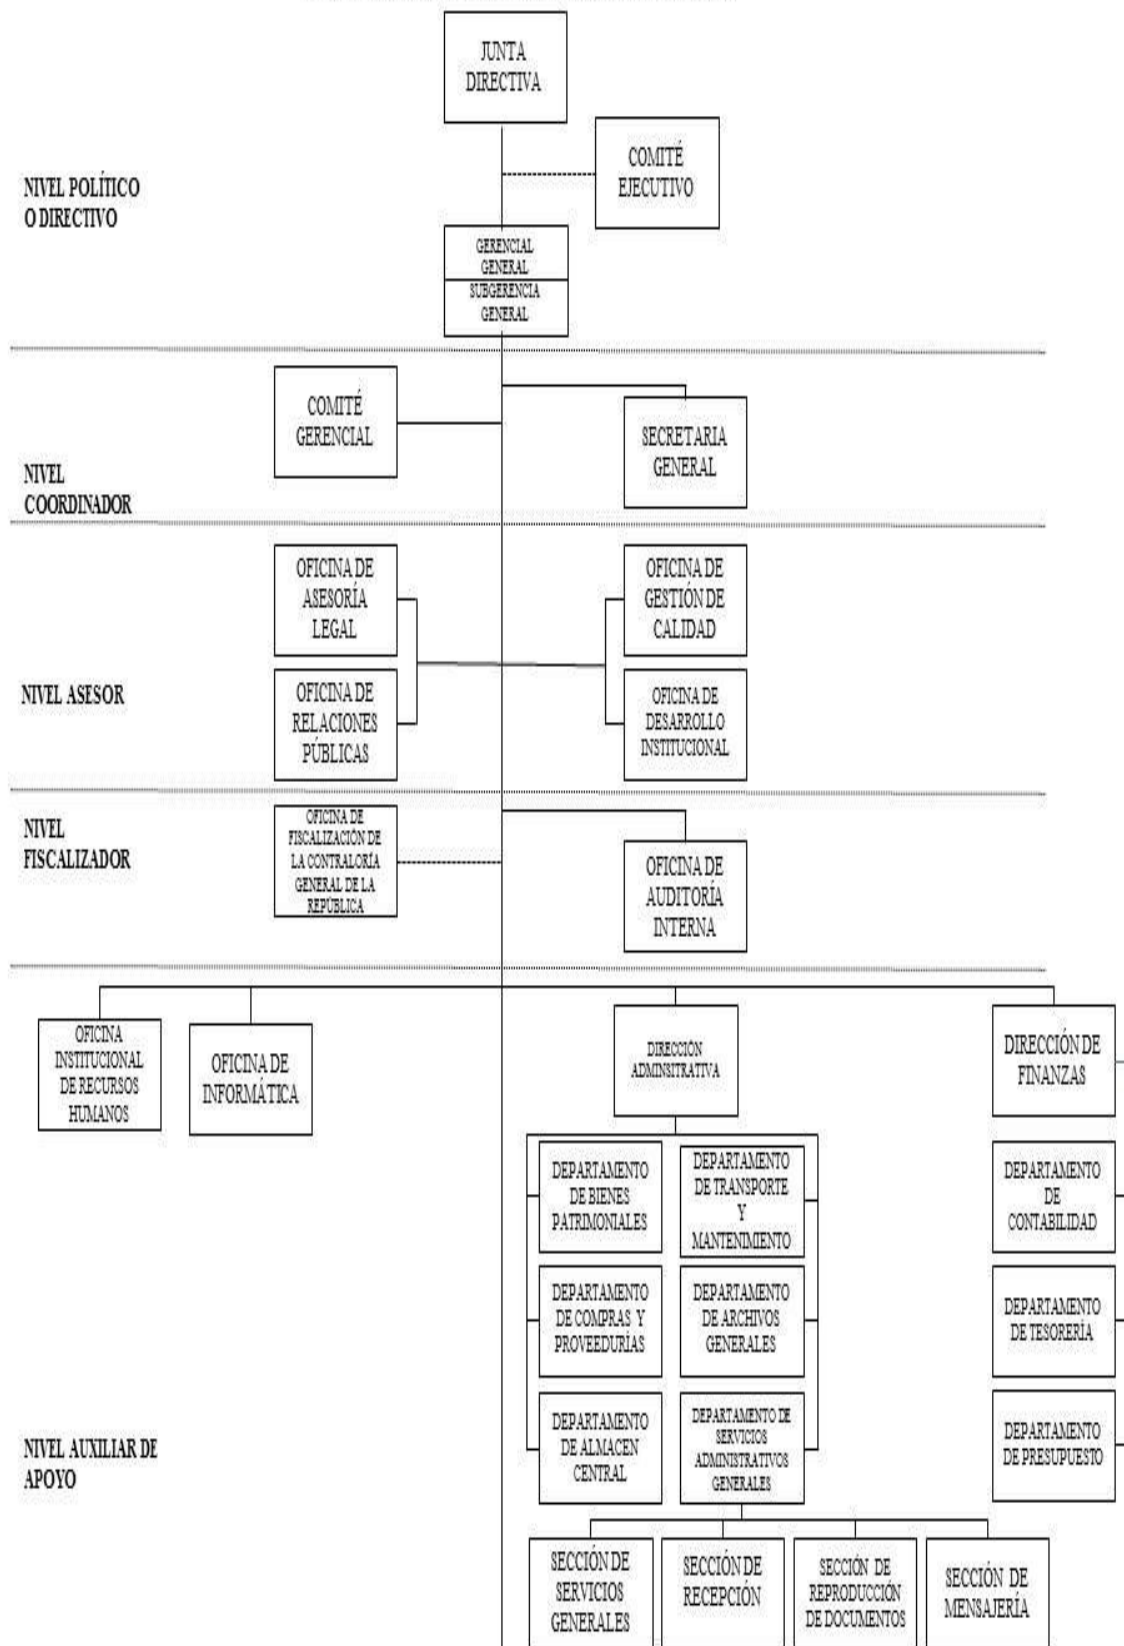 JUNTA
DIRECTIVA
COMITÉ
EJECUTIVO
NIVEL POLÍTICO
O DIRECTIVO
GERENCIAL
GENERAL
SUBGERENCIA
GENERAL
COMITÉ
GERENCIAL
SECRETARIA
GENERAL
NIVEL
COORDINADOR
OFICINA DE
ASESORÍA
LEGAL
OFICINA DE
GESTIÓN DE
CALIDAD
NIVEL ASESOR
OFICINA DE
RELACIONES
PÚBLICAS
OFICINA DE
DESARROLLO
INSTITUCIONAL
NIVEL
FISCALIZADOR
OFICINA DE
FISCALIZACIÓN DE
LA CONTRALORÍA
GENERAL DE LA
REPÚBLICA
OFICINA DE
AUDITORÍA
INTERNA
OFICINA
INSTITUCIONAL
DE RECURSOS
HUMANOS
OFICINA DE
INFORMÁTICA
DIRECCIÓN
ADMINSITRATIVA
DIRECCIÓN DE
FINANZAS
DEPARTAMENTO
DE BIENES
PATRIMONIALES
DEPARTAMENTO
DE TRANSPORTE
Y
MANTENIMIENTO
DEPARTAMENTO
DE
CONTABILIDAD
DEPARTAMENTO
DE COMPRAS Y
PROVEEDURÍAS
DEPARTAMENTO
DE ARCHIVOS
GENERALES
DEPARTAMENTO
DE TESORERÍA
NIVEL AUXILIAR DE
APOYO
DEPARTAMENTO
DE ALMACEN
CENTRAL
DEPARTAMENTO DE
SERVICIOS
ADMINISTRATIVOS
GENERALES
DEPARTAMENTO
DE PRESUPUESTO
SECCIÓN DE
SERVICIOS
GENERALES
SECCIÓN DE
RECEPCIÓN
SECCIÓN DE
REPRODUCCIÓN
DE DOCUMENTOS
SECCIÓN DE
MENSAJERÍA